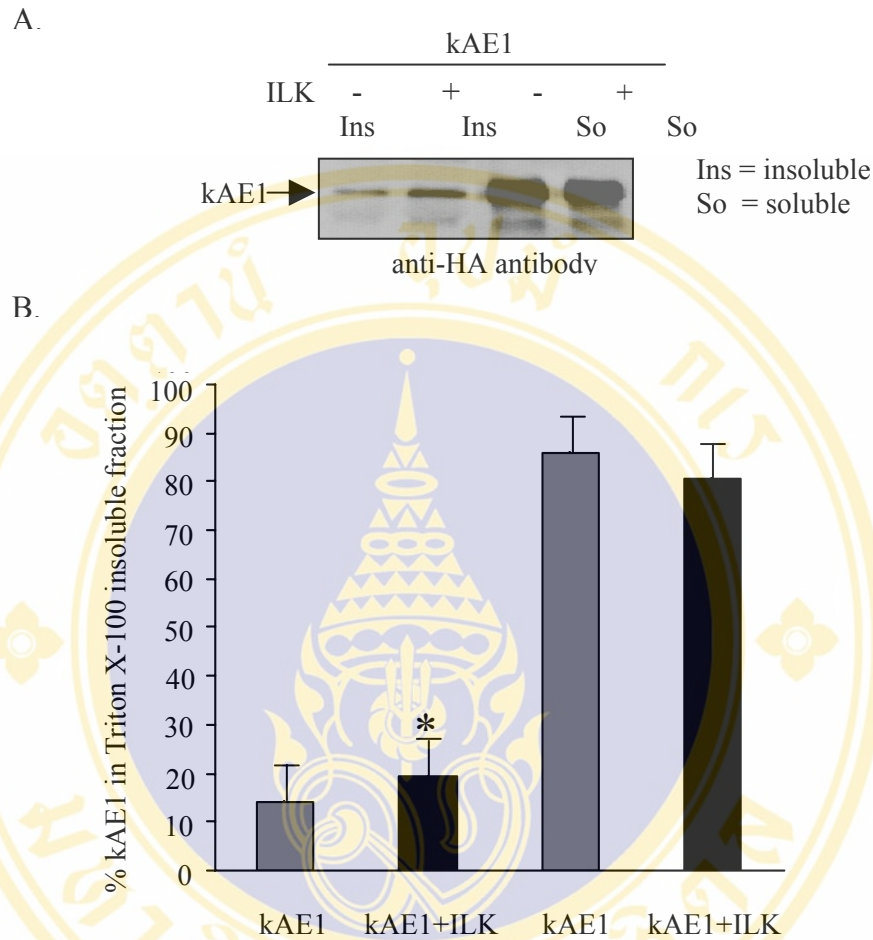 A.
kAE1
ILK - + - +
Ins Ins So So
kAE1
Ins = insoluble
So = soluble
anti-HA antibody
B.
% kAE1 in Triton X-100 insoluble fraction
100
90
80
70
60
50
40
30
20
10
0
*
kAE1 kAE1+ILK kAE1 kAE1+ILK